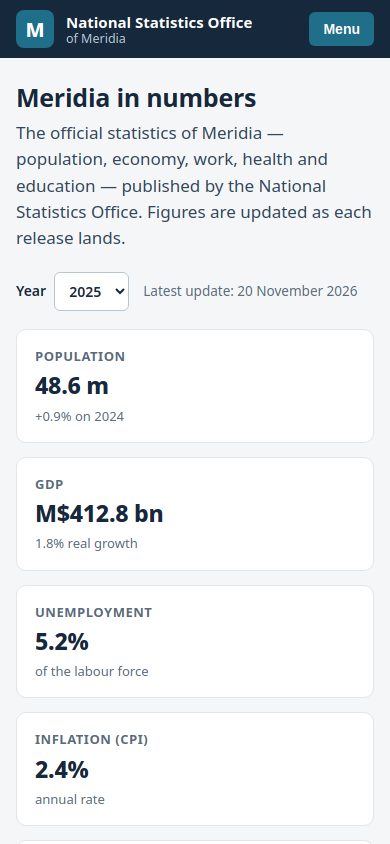 M
National Statistics Office
of Meridia
Menu
Meridia in numbers
The official statistics of Meridia —
population, economy, work, health and
education — published by the National
Statistics Office. Figures are updated as each
release lands.
Year
2025
Latest update: 20 November 2026
POPULATION
48.6 m
+0.9% on 2024
GDP
M$412.8 bn
1.8% real growth
UNEMPLOYMENT
5.2%
of the labour force
INFLATION (CPI)
2.4%
annual rate